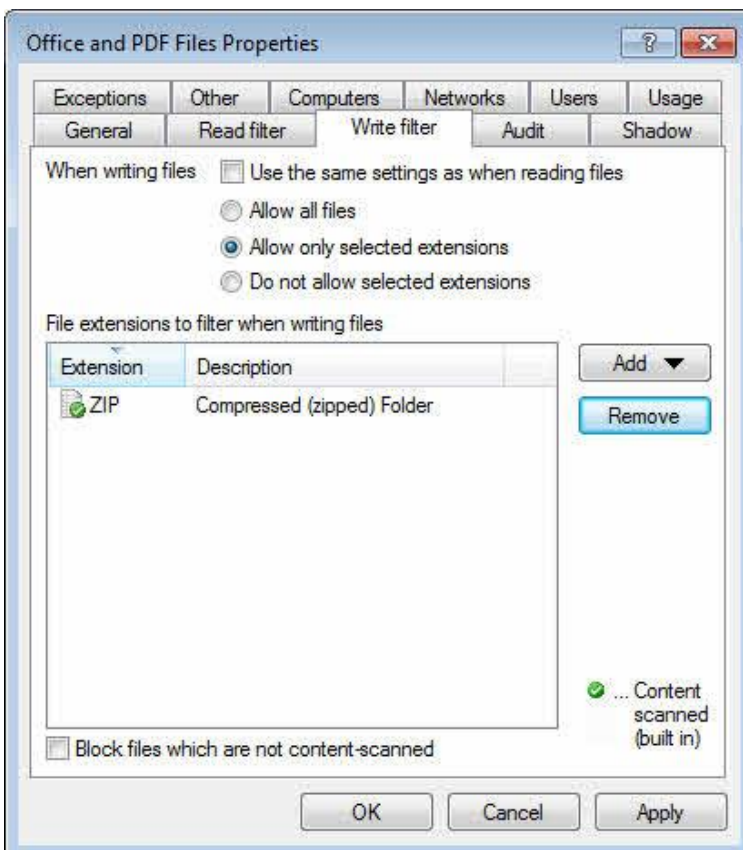 Office and PDF Files Properties
Exceptions Other Computers Networks Users Usage
General Read filter Write filter Audit Shadow
When writing files Use the same settings as when reading files
Allow all files
Allow only selected extensions
Do not allow selected extensions
File extensions to filter when writing files
Extension Description
Add
ZIP Compressed (zipped) Folder
Remove
... Content
scanned
(built in)
Block files which are not content-scanned
OK Cancel Apply